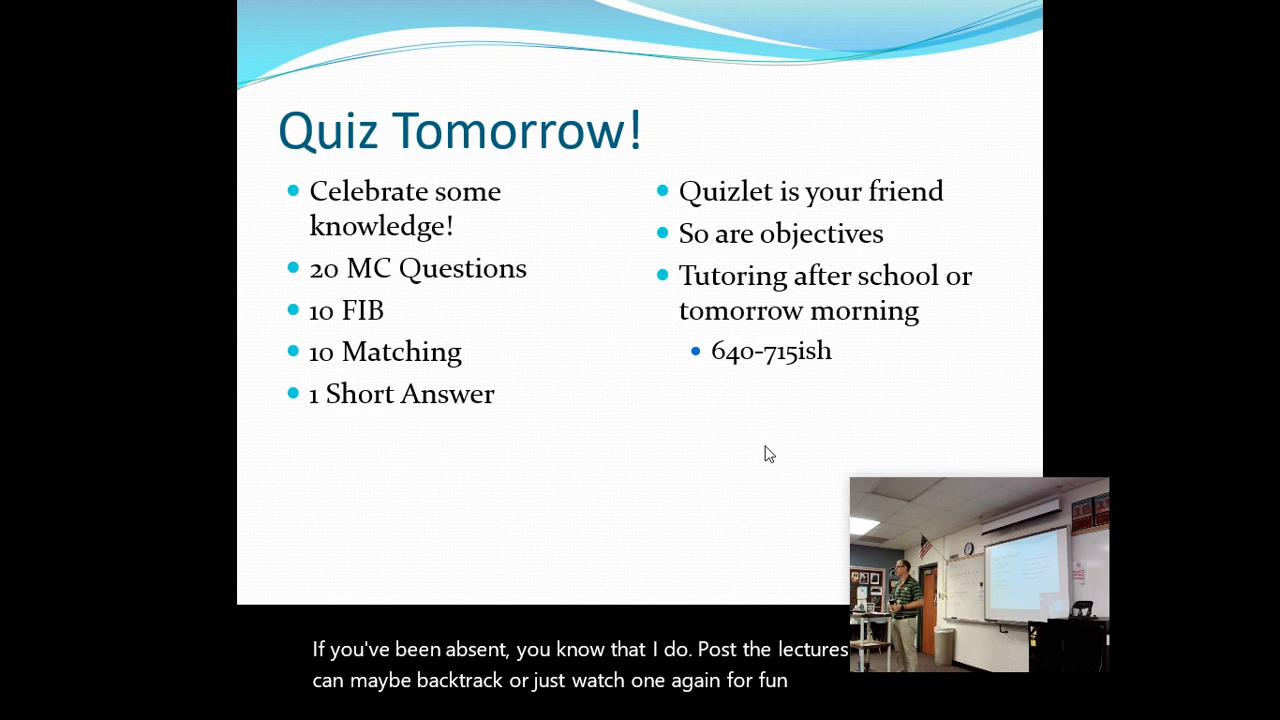 Quiz Tomorrow!
Celebrate some
knowledge!
20 MC Questions
10 FIB
10 Matching
1 Short Answer
Quizlet is your friend
So are objectives
Tutoring after school or
tomorrow morning
640-715ish
If you've been absent, you know that I do. Post the lectures
can maybe backtrack or just watch one again for fun